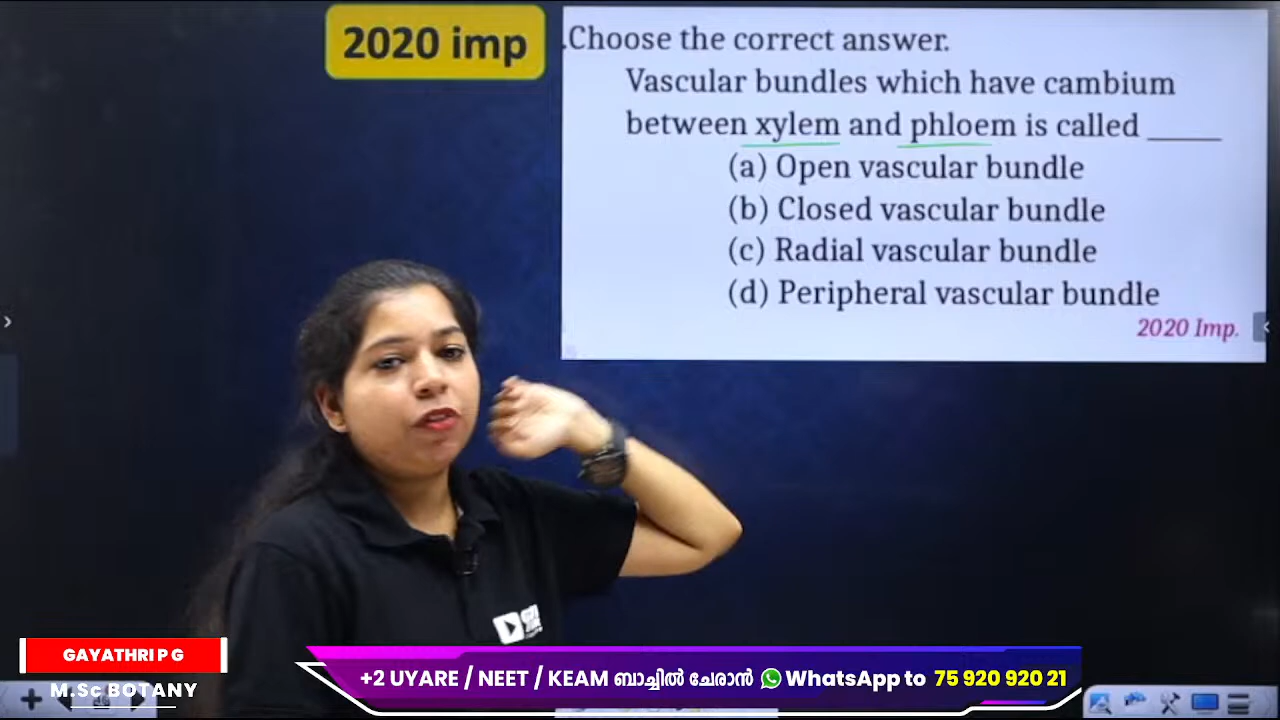 2020 imp
.Choose the correct answer.
Vascular bundles which have cambium
between xylem and phloem is called _____
(a) Open vascular bundle
(b) Closed vascular bundle
(c) Radial vascular bundle
(d) Peripheral vascular bundle
2020 Imp.
GAYATHRI P G
M.Sc BOTANY
+2 UYARE / NEET / KEAM ബാച്ചിൽ ചേരാൻ WhatsApp to 75 920 920 21